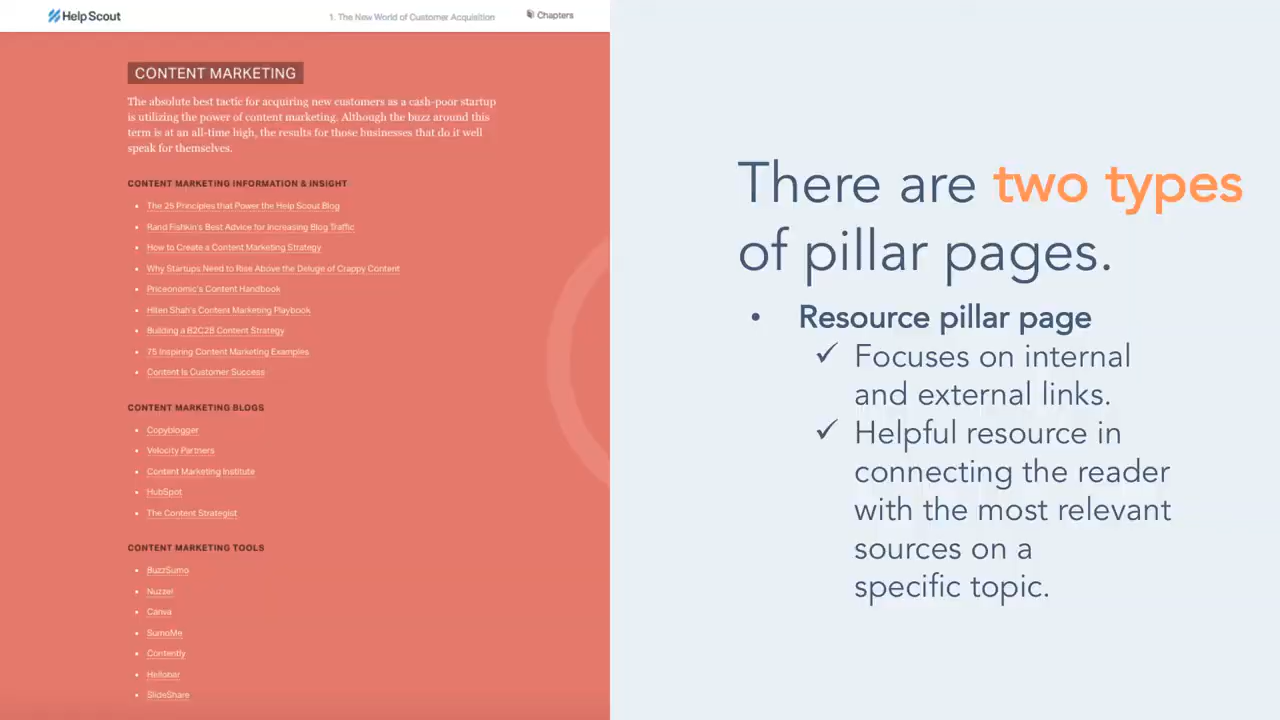 Help Scout
1. The New World of Customer Acquisition
Chapters
CONTENT MARKETING
The absolute best tactic for acquiring new customers as a cash-poor startup
is utilizing the power of content marketing. Although the buzz around this
term is at an all-time high, the results for those businesses that do it well
speak for themselves.
CONTENT MARKETING INFORMATION & INSIGHT
• The 25 Principles that Power the Help Scout Blog
• Rand Fishkin's Best Advice for Increasing Blog Traffic
• How to Create a Content Marketing Strategy
• Why Startups Need to Rise Above the Deluge of Crappy Content
• Priceonomic's Content Handbook
• Hiten Shah's Content Marketing Playbook
• Building a B2C2B Content Strategy
• 75 Inspiring Content Marketing Examples
• Content Is Customer Success
CONTENT MARKETING BLOGS
• Copyblogger
• Velocity Partners
• Content Marketing Institute
• HubSpot
• The Content Strategist
CONTENT MARKETING TOOLS
• BuzzSumo
• Nuzzel
• Canva
• SumoMe
• Contently
• Hellobar
• SlideShare
There are two types
of pillar pages.
• Resource pillar page
✓ Focuses on internal
and external links.
✓ Helpful resource in
connecting the reader
with the most relevant
sources on a
specific topic.